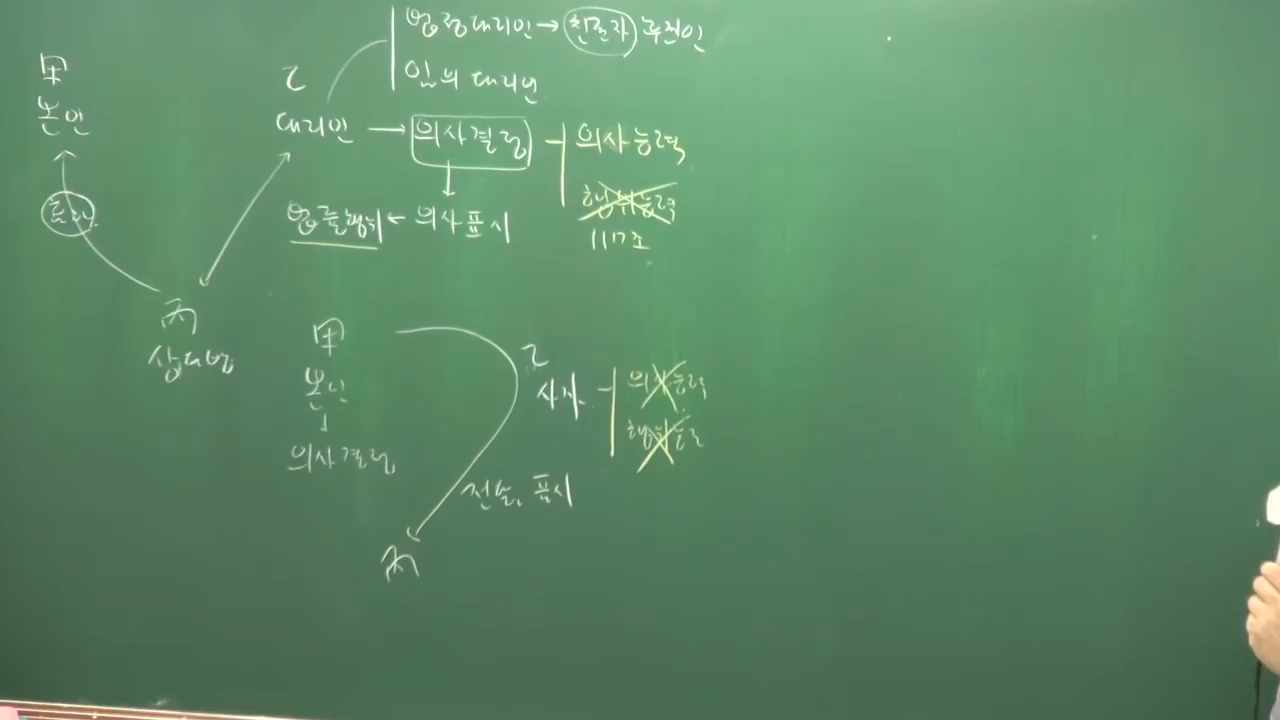 법정대리인 → 친권자 후견인
임의대리인
甲
본인
乙
대리인 → 의사결정
의사능력
행위능력
117조
법률행위 ← 의사표시
효과
丙
상대방
甲
본인
의사결정
乙
사자
의사능력
행위능력
전달, 표시
丙